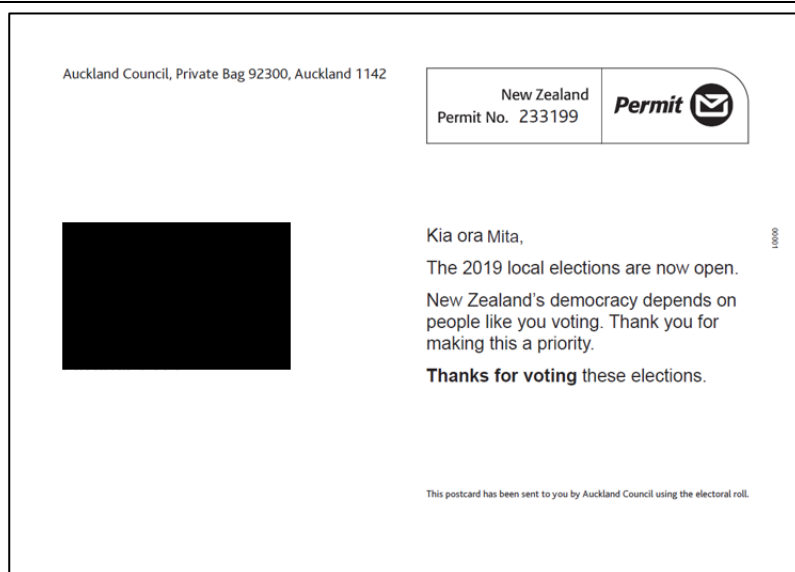 Auckland Council, Private Bag 92300, Auckland 1142
New Zealand
Permit No. 233199
Permit
Kia ora Mita,
The 2019 local elections are now open.
New Zealand's democracy depends on
people like you voting. Thank you for
making this a priority.
Thanks for voting these elections.
00001
This postcard has been sent to you by Auckland Council using the electoral roll.